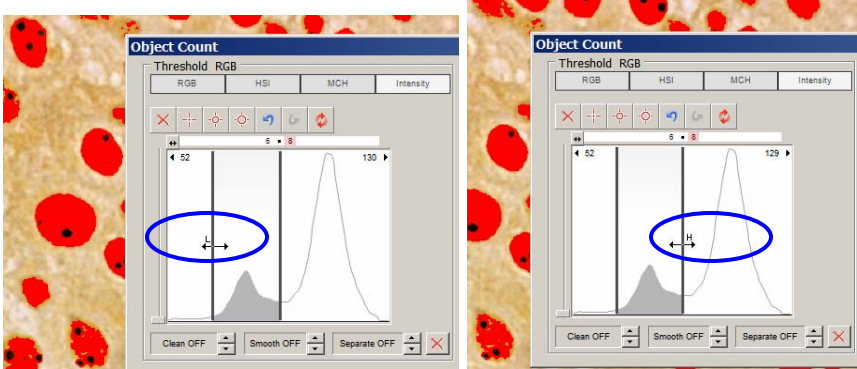 Object Count
Threshold RGB
RGB HSI MCH Intensity
6 8
52 130
L
Clean OFF Smooth OFF Separate OFF
Object Count
Threshold RGB
RGB HSI MCH Intensity
6 8
52 129
H
Clean OFF Smooth OFF Separate OFF